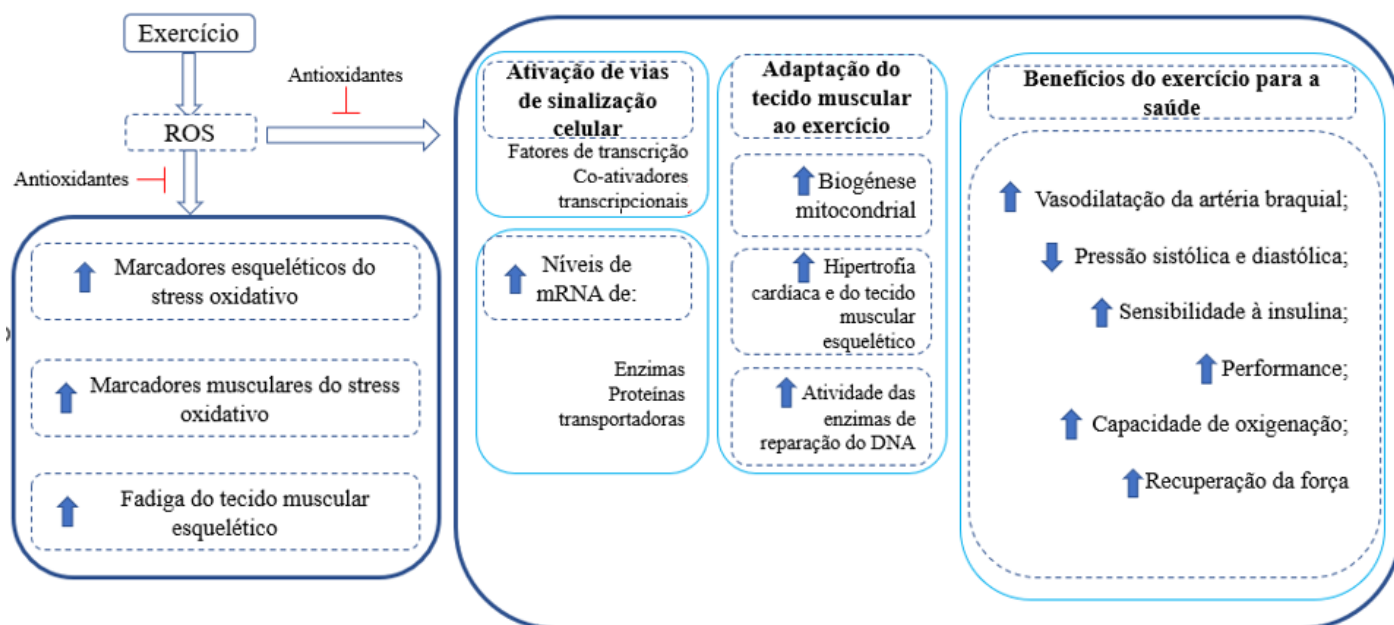 Exercício
Antioxidantes
ROS
Antioxidantes
Marcadores esqueléticos do
stress oxidativo
Marcadores musculares do stress
oxidativo
Fadiga do tecido muscular
esquelético
Ativação de vias
de sinalização
celular
Fatores de transcrição
Co-ativadores
transcripcionais
Níveis de
mRNA de:
Enzimas
Proteínas
transportadoras
Adaptação do
tecido muscular
ao exercício
Biogénese
mitocondrial
Hipertrofia
cardíaca e do tecido
muscular
esquelético
Atividade das
enzimas de
reparação do DNA
Benefícios do exercício para a
saúde
Vasodilatação da artéria braquial;
Pressão sistólica e diastólica;
Sensibilidade à insulina;
Performance;
Capacidade de oxigenação;
Recuperação da força